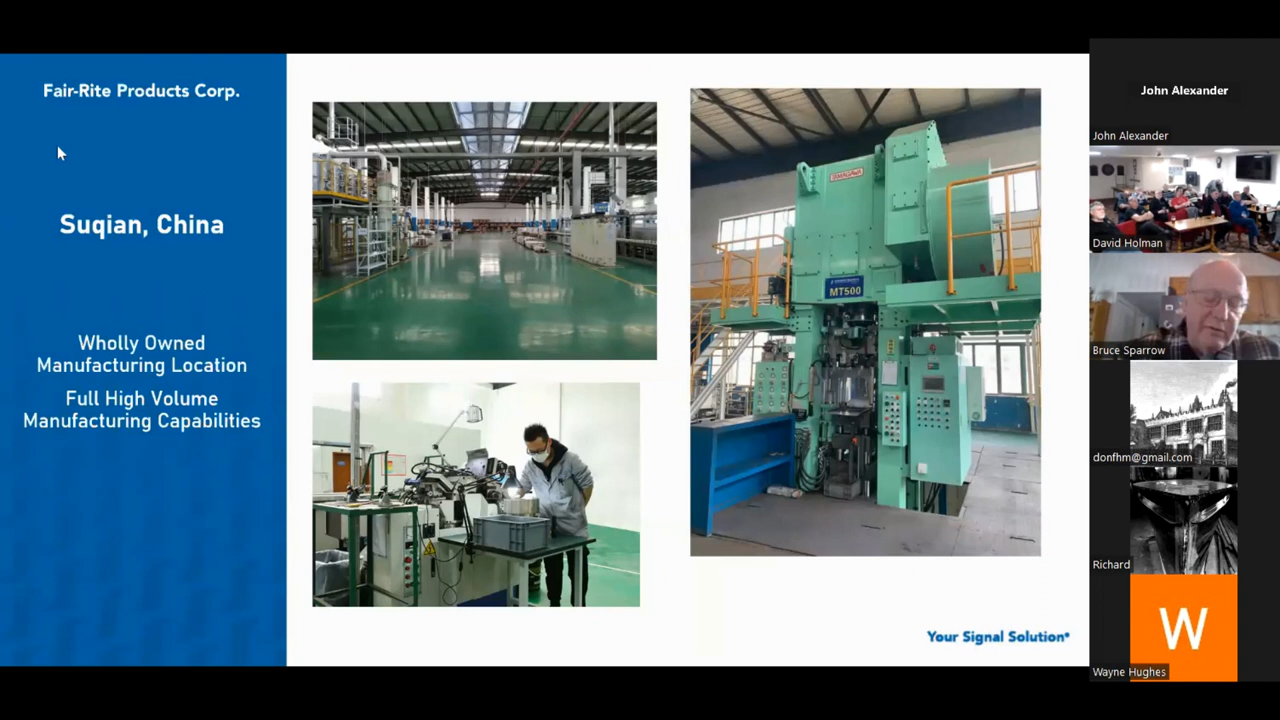 Fair-Rite Products Corp.
Suqian, China
Wholly Owned
Manufacturing Location
Full High Volume
Manufacturing Capabilities
TAMAGAWA
MT500
Your Signal Solution®
John Alexander
John Alexander
David Holman
Bruce Sparrow
donfhm@gmail.com
Richard
W
Wayne Hughes